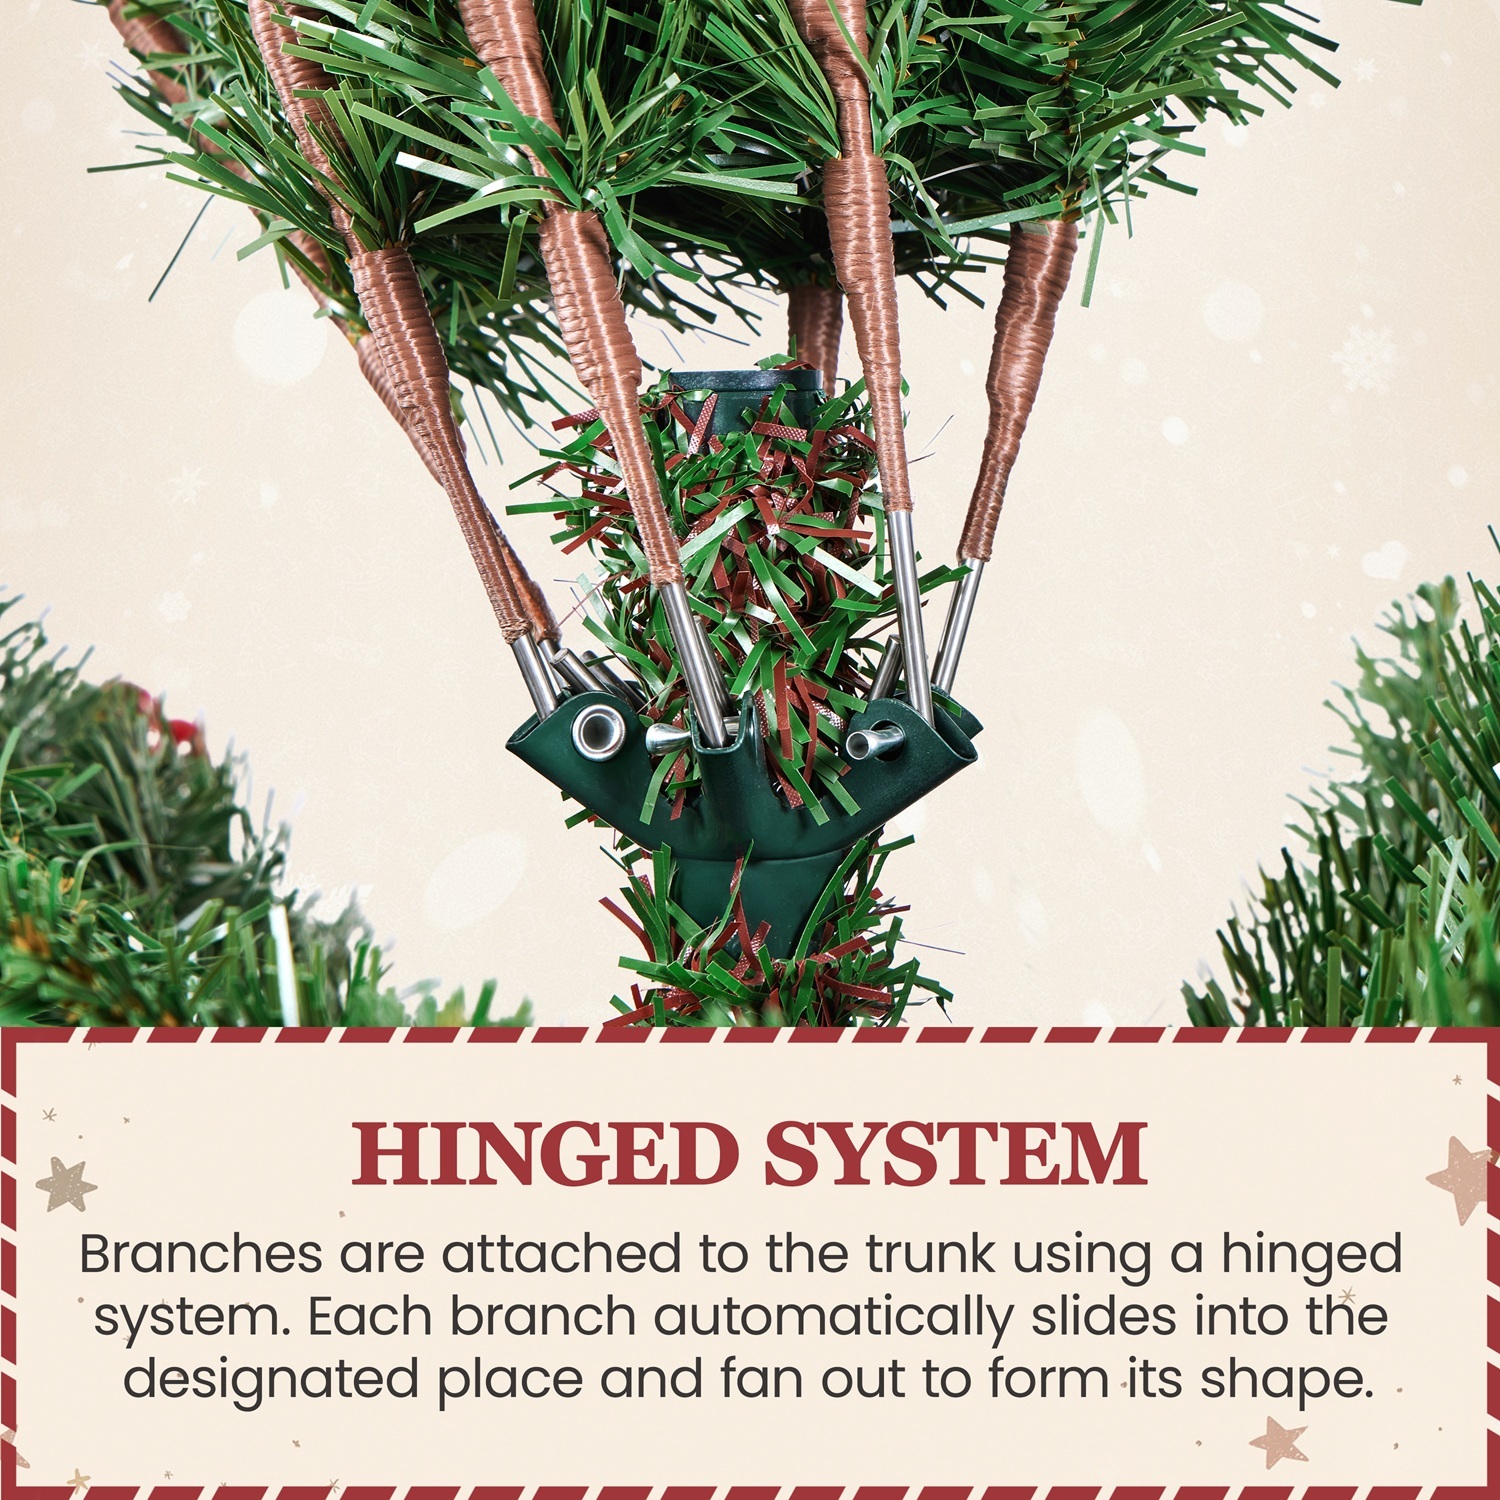 HINGED SYSTEM
Branches are attached to the trunk using a hinged
system. Each branch automatically slides into the
designated place and fan out to form its shape.